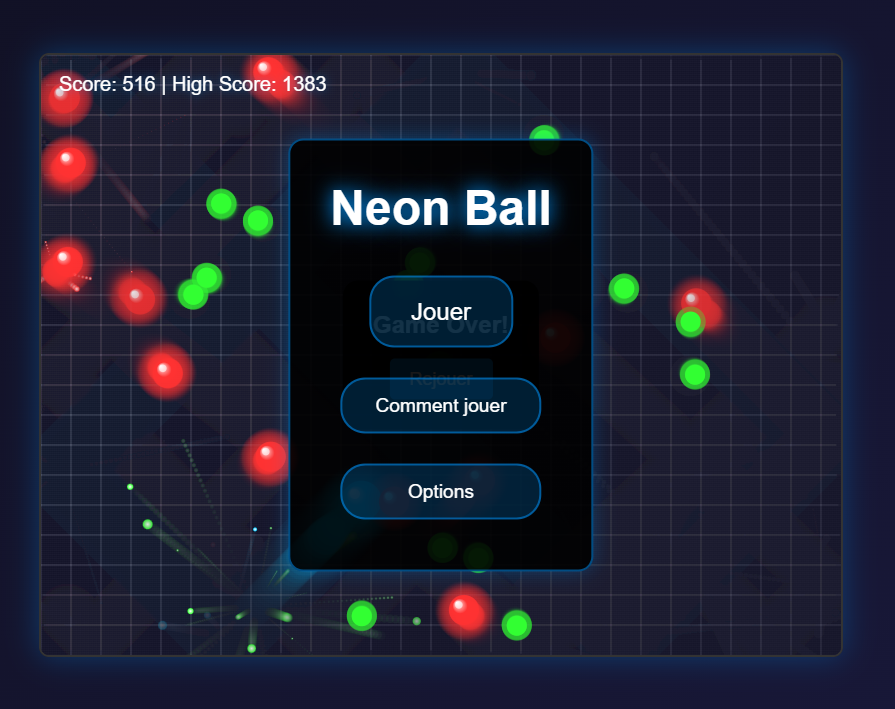 Score: 516 | High Score: 1383
Neon Ball
Jouer
Game Over!
Rejouer
Comment jouer
Options